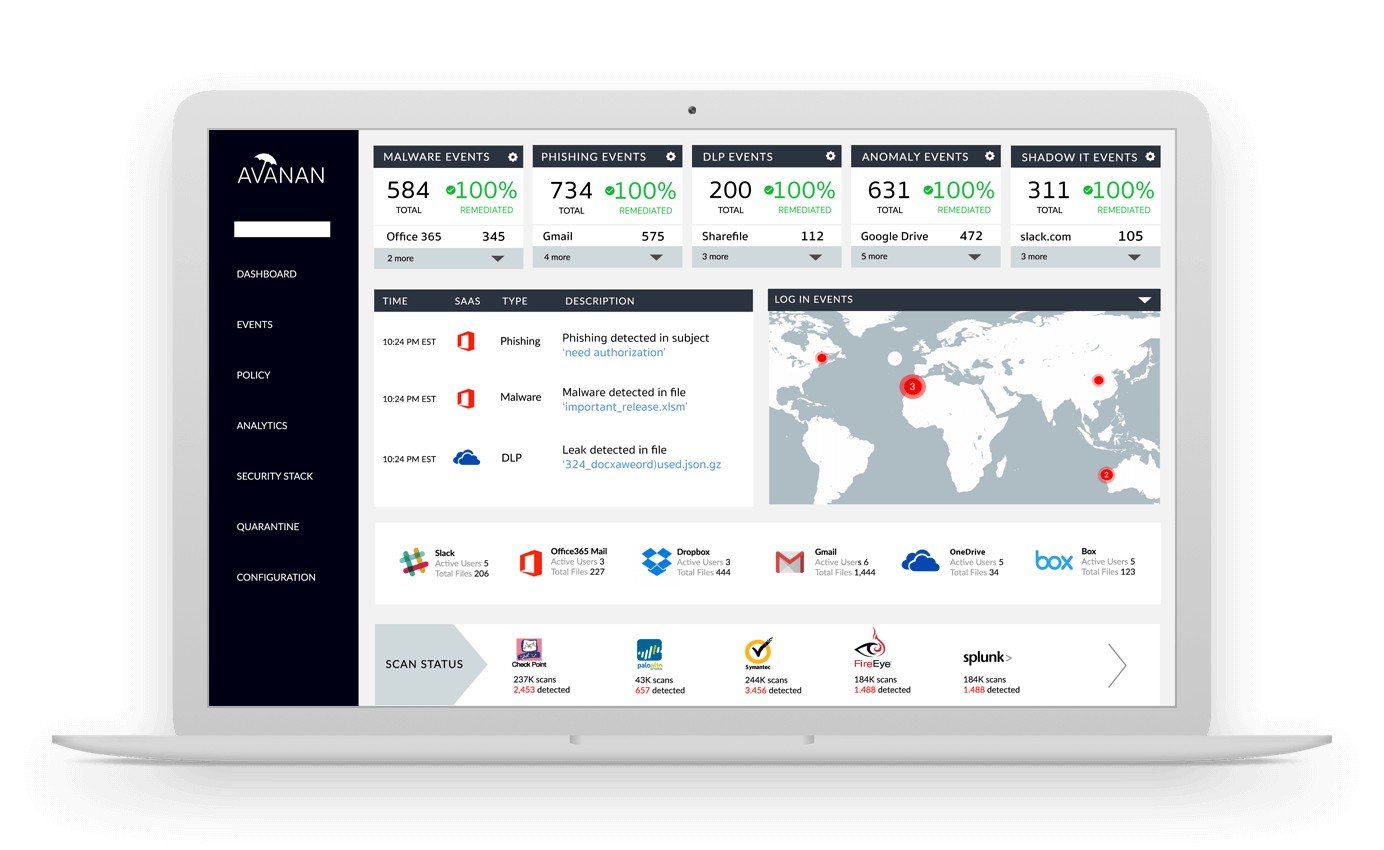 AVANAN
DASHBOARD
EVENTS
POLICY
ANALYTICS
SECURITY STACK
QUARANTINE
CONFIGURATION
MALWARE EVENTS
584 100%
TOTAL REMEDIATED
Office 365 345
2 more
PHISHING EVENTS
734 100%
TOTAL REMEDIATED
Gmail 575
4 more
DLP EVENTS
200 100%
TOTAL REMEDIATED
Sharefile 112
3 more
ANOMALY EVENTS
631 100%
TOTAL REMEDIATED
Google Drive 472
5 more
SHADOW IT EVENTS
311 100%
TOTAL REMEDIATED
slack.com 105
3 more
TIME SAAS TYPE DESCRIPTION
10:24 PM EST Phishing Phishing detected in subject
'need authorization'
10:24 PM EST Malware Malware detected in file
'important_release.xlsm'
10:24 PM EST DLP Leak detected in file
'324_docxaweord)used.json.gz
LOG IN EVENTS
3
2
Slack
Active Users 5
Total Files 206
Office365 Mail
Active Users 3
Total Files 227
Dropbox
Active Users 3
Total Files 444
Gmail
Active Users 6
Total Files 1,444
OneDrive
Active Users 5
Total Files 34
box
Box
Active Users 5
Total Files 123
SCAN STATUS
Check Point
237K scans
2,453 detected
paloalto
43K scans
657 detected
Symantec
244K scans
3.456 detected
FireEye
184K scans
1.488 detected
splunk>
184K scans
1.488 detected